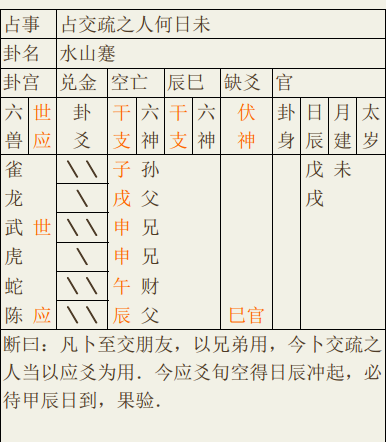 占事 占交疏之人何日未
卦名 水山蹇
卦宫 兑金 空亡 辰巳 缺爻 官
六兽 世应 卦爻 干支 六神 干支 六神 伏神 卦身 日辰 月建 太岁
雀 子 孙 戊戌 未
龙 戌 父
武 世 申 兄
虎 申 兄
蛇 午 财
陈 应 辰 父 巳官
断曰：凡卜至交朋友，以兄弟用，今卜交疏之
人当以应爻为用．今应爻旬空得日辰冲起，必
待甲辰日到，果验．